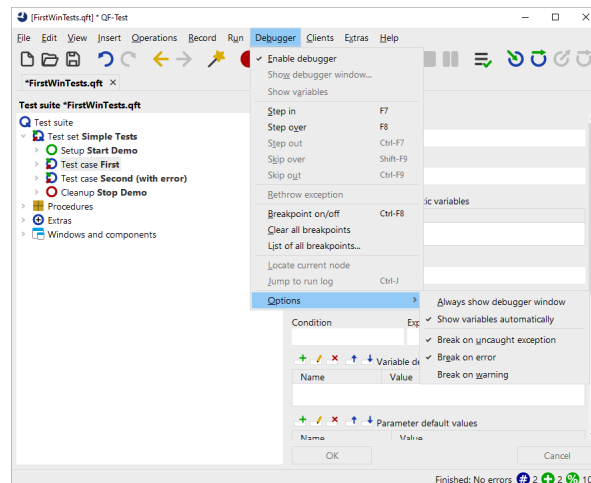 [FirstWinTests.qft] * QF-Test
File Edit View Insert Operations Record Run Debugger Clients Extras Help
*FirstWinTests.qft ×
Test suite *FirstWinTests.qft
Test suite
Test set Simple Tests
Setup Start Demo
Test case First
Test case Second (with error)
Cleanup Stop Demo
Procedures
Extras
Windows and components
Enable debugger
Show debugger window...
Show variables
Step in F7
Step over F8
Step out Ctrl-F7
Skip over Shift-F9
Skip out Ctrl-F9
Rethrow exception
Breakpoint on/off Ctrl-F8
Clear all breakpoints
List of all breakpoints...
Locate current node
Jump to run log Ctrl-J
Options
Always show debugger window
Show variables automatically
Break on uncaught exception
Break on error
Break on warning
tic variables
Condition Exp
Variable de
Name Value
Parameter default values
Name Value
OK Cancel
Finished: No errors # 2 2 % 10